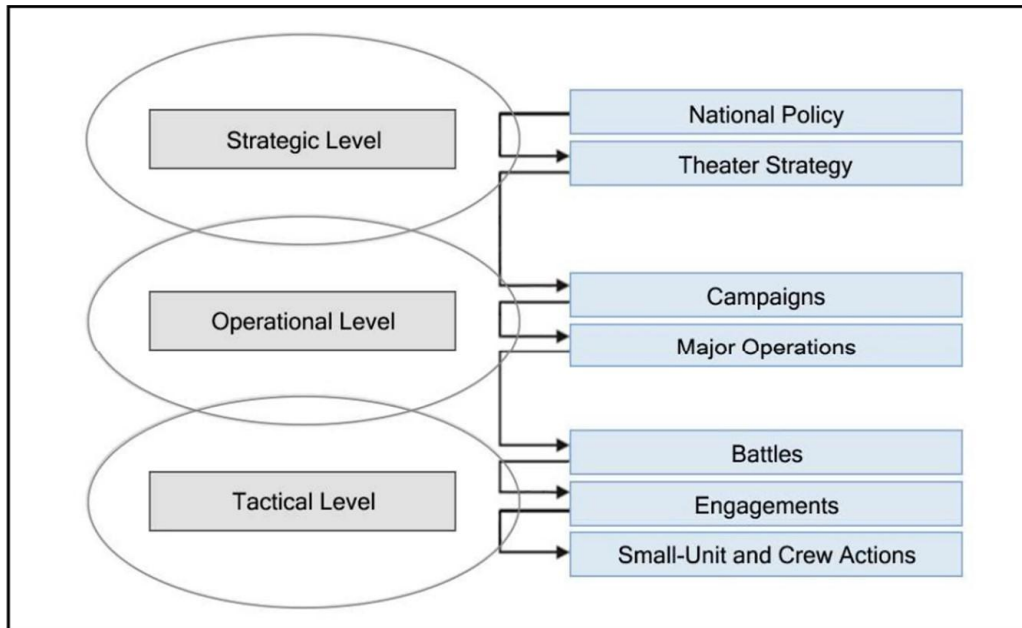 Strategic Level
National Policy
Theater Strategy
Operational Level
Campaigns
Major Operations
Tactical Level
Battles
Engagements
Small-Unit and Crew Actions